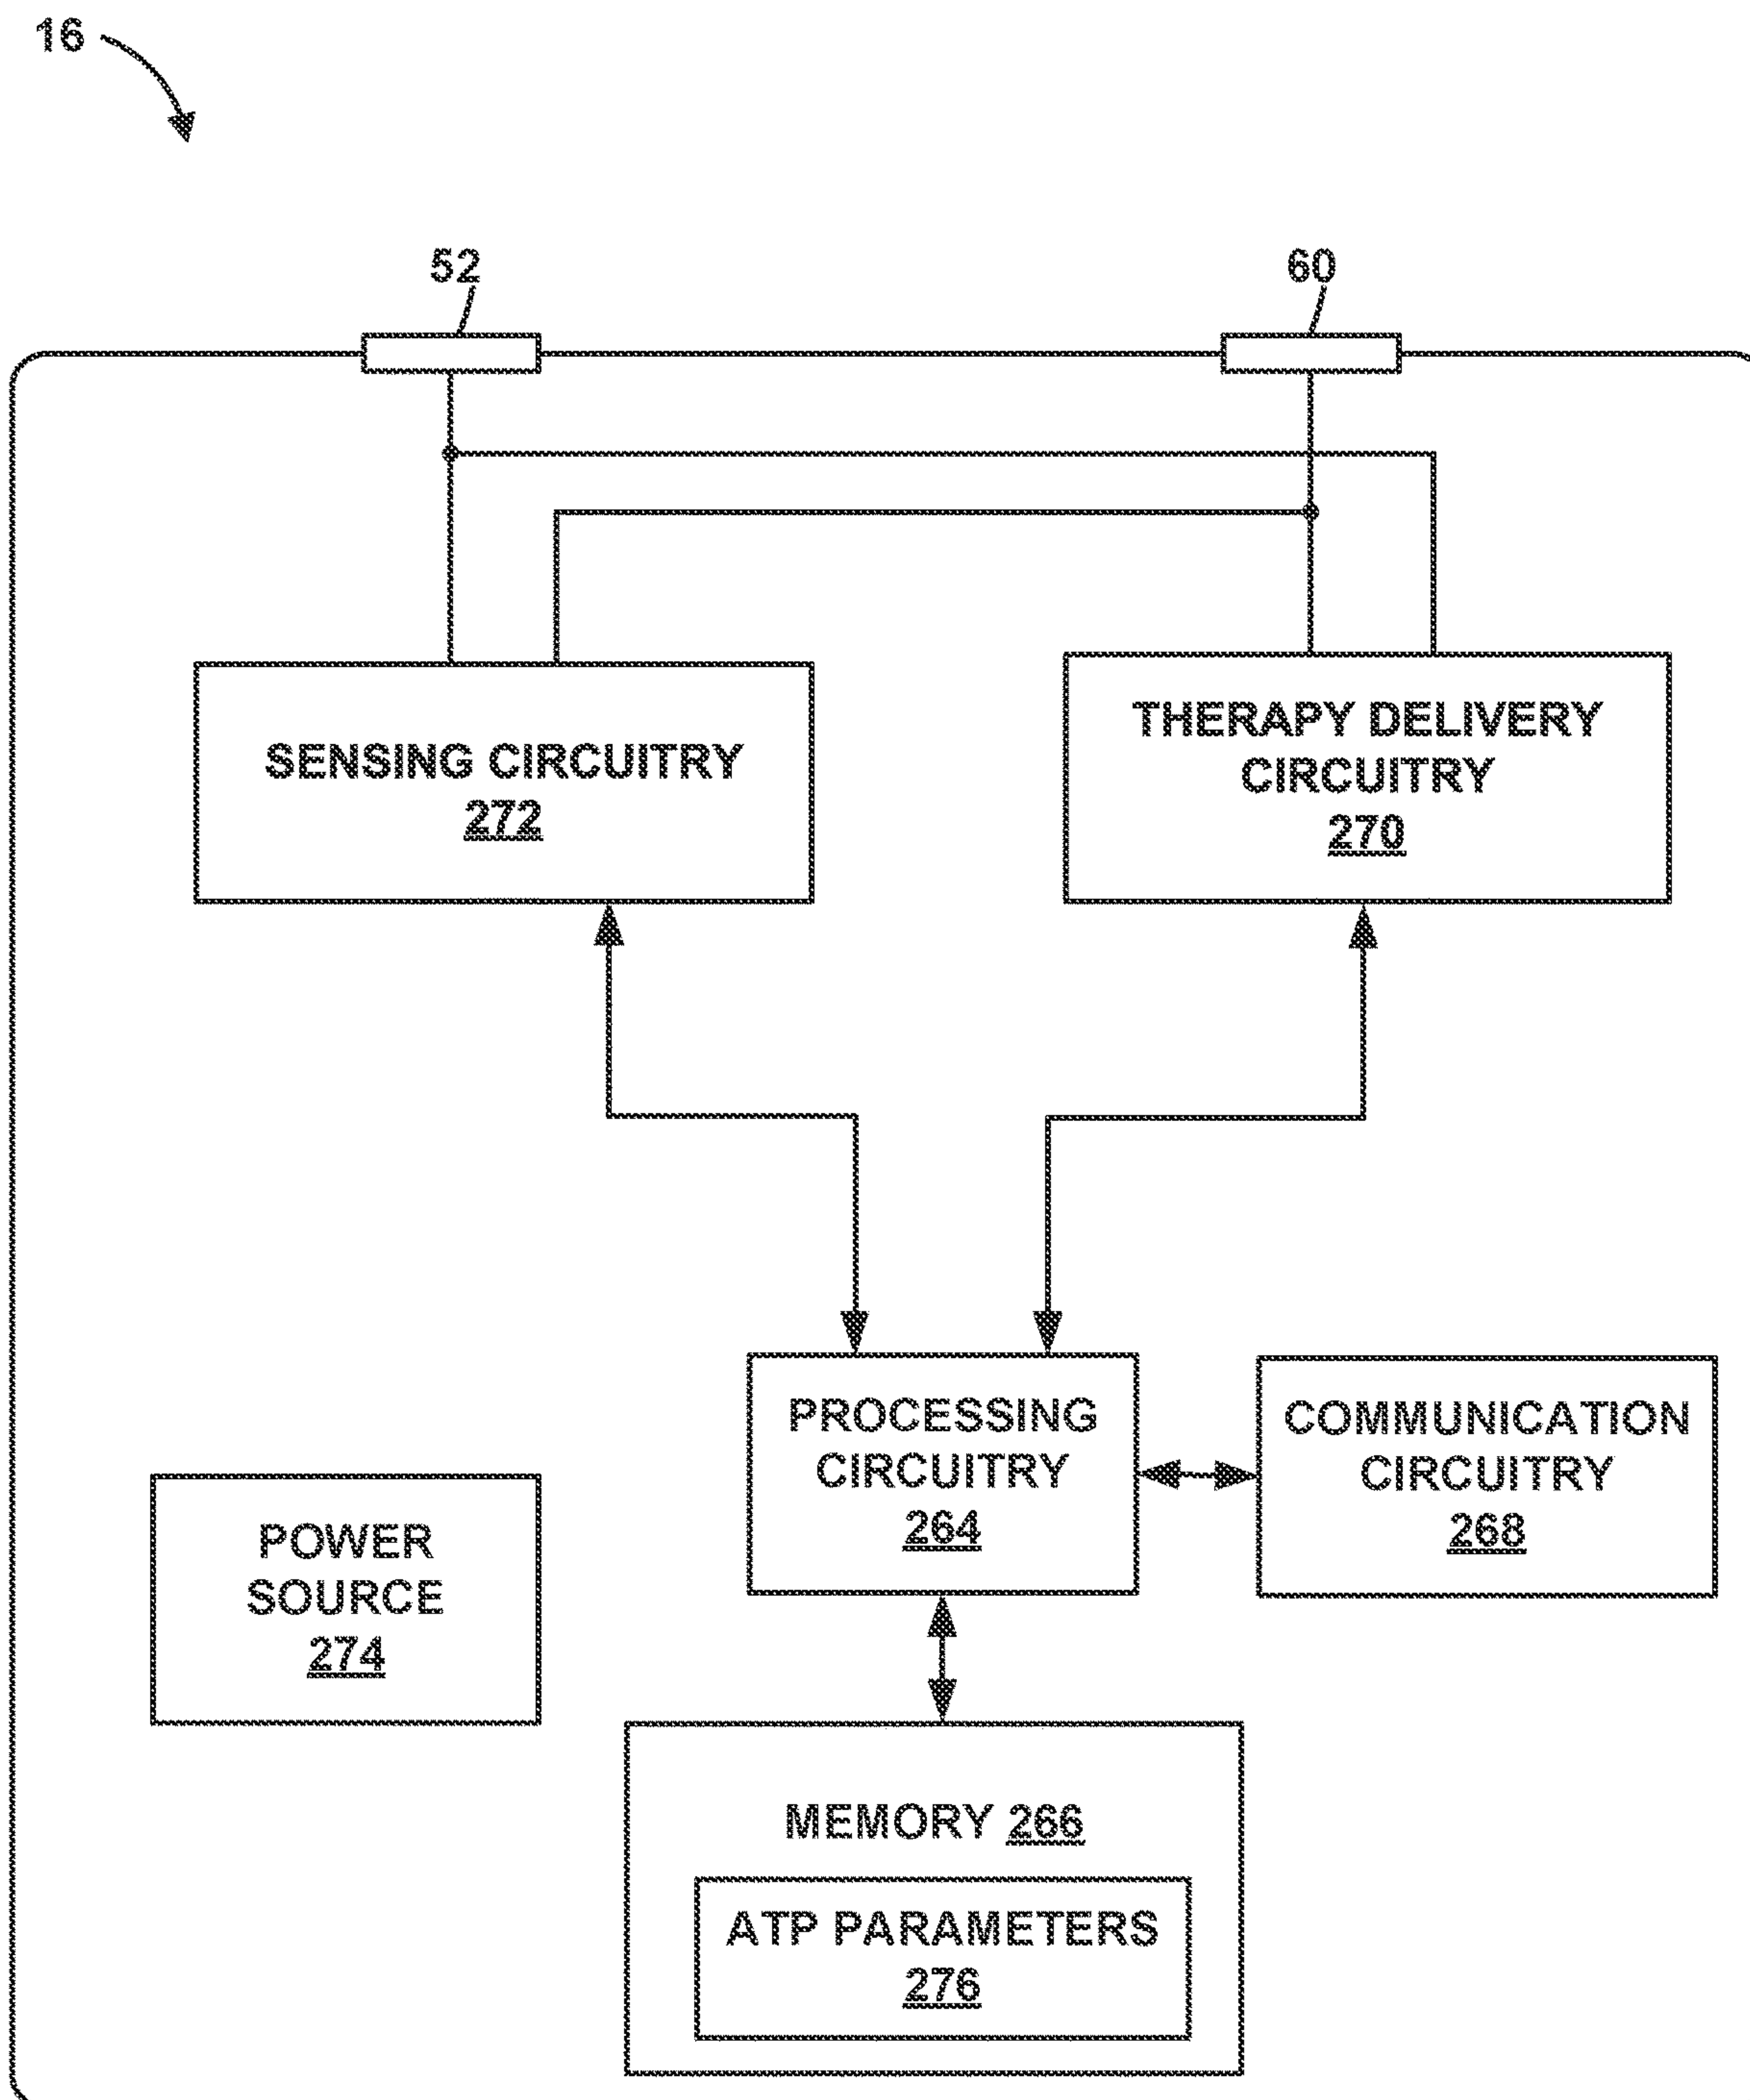 16
52
60
SENSING CIRCUITRY
272
THERAPY DELIVERY
CIRCUITRY
270
PROCESSING
CIRCUITRY
264
COMMUNICATION
CIRCUITRY
268
POWER
SOURCE
274
MEMORY 266
ATP PARAMETERS
276